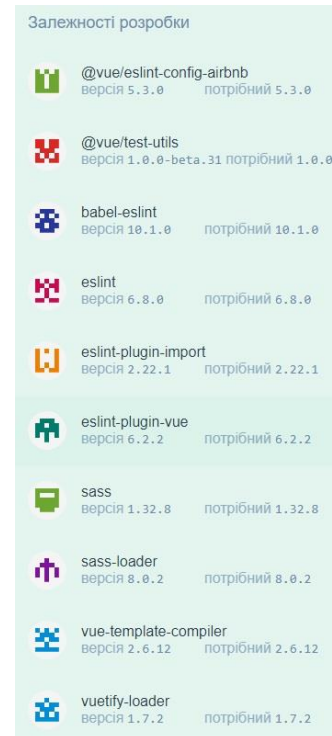 Залежності розробки
@vue/eslint-config-airbnb
версія 5.3.0 потрібний 5.3.0
@vue/test-utils
версія 1.0.0-beta.31 потрібний 1.0.0
babel-eslint
версія 10.1.0 потрібний 10.1.0
eslint
версія 6.8.0 потрібний 6.8.0
eslint-plugin-import
версія 2.22.1 потрібний 2.22.1
eslint-plugin-vue
версія 6.2.2 потрібний 6.2.2
sass
версія 1.32.8 потрібний 1.32.8
sass-loader
версія 8.0.2 потрібний 8.0.2
vue-template-compiler
версія 2.6.12 потрібний 2.6.12
vuetify-loader
версія 1.7.2 потрібний 1.7.2